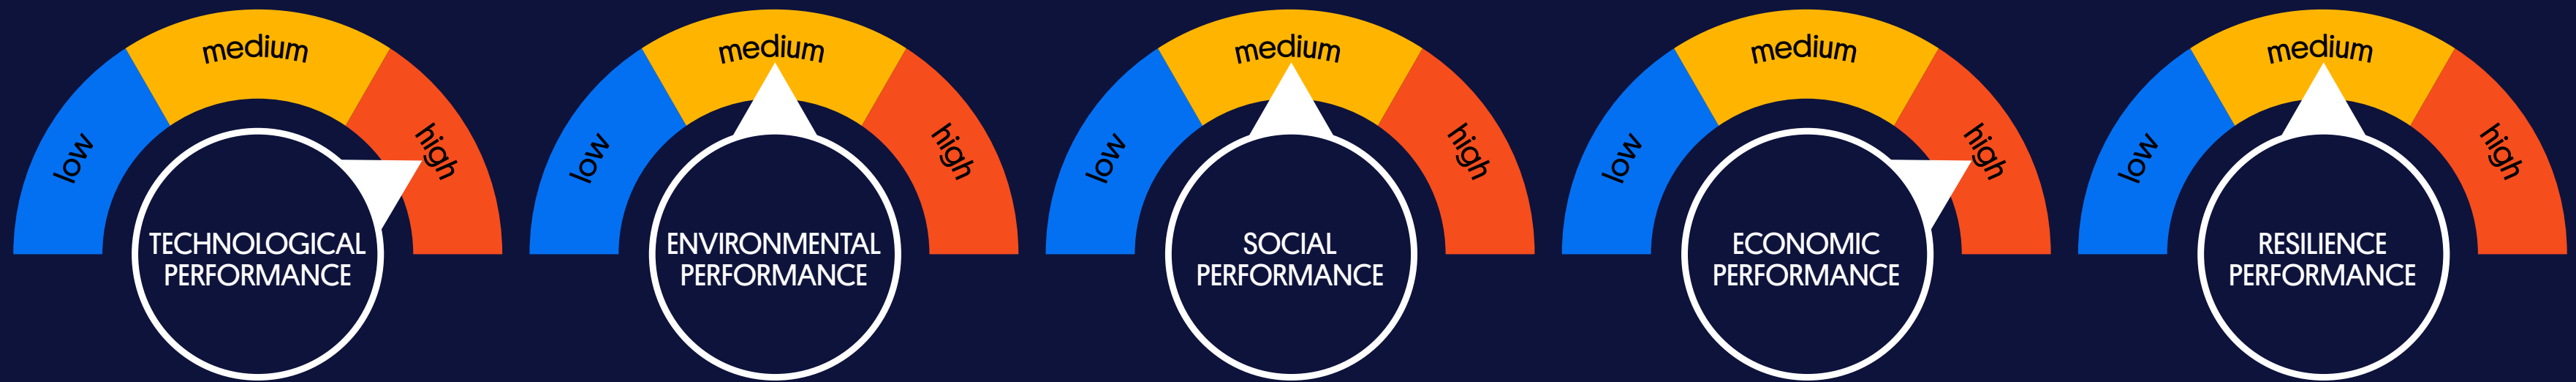 low
medium
high
TECHNOLOGICAL
PERFORMANCE
low
medium
high
ENVIRONMENTAL
PERFORMANCE
low
medium
high
SOCIAL
PERFORMANCE
low
medium
high
ECONOMIC
PERFORMANCE
low
medium
high
RESILIENCE
PERFORMANCE